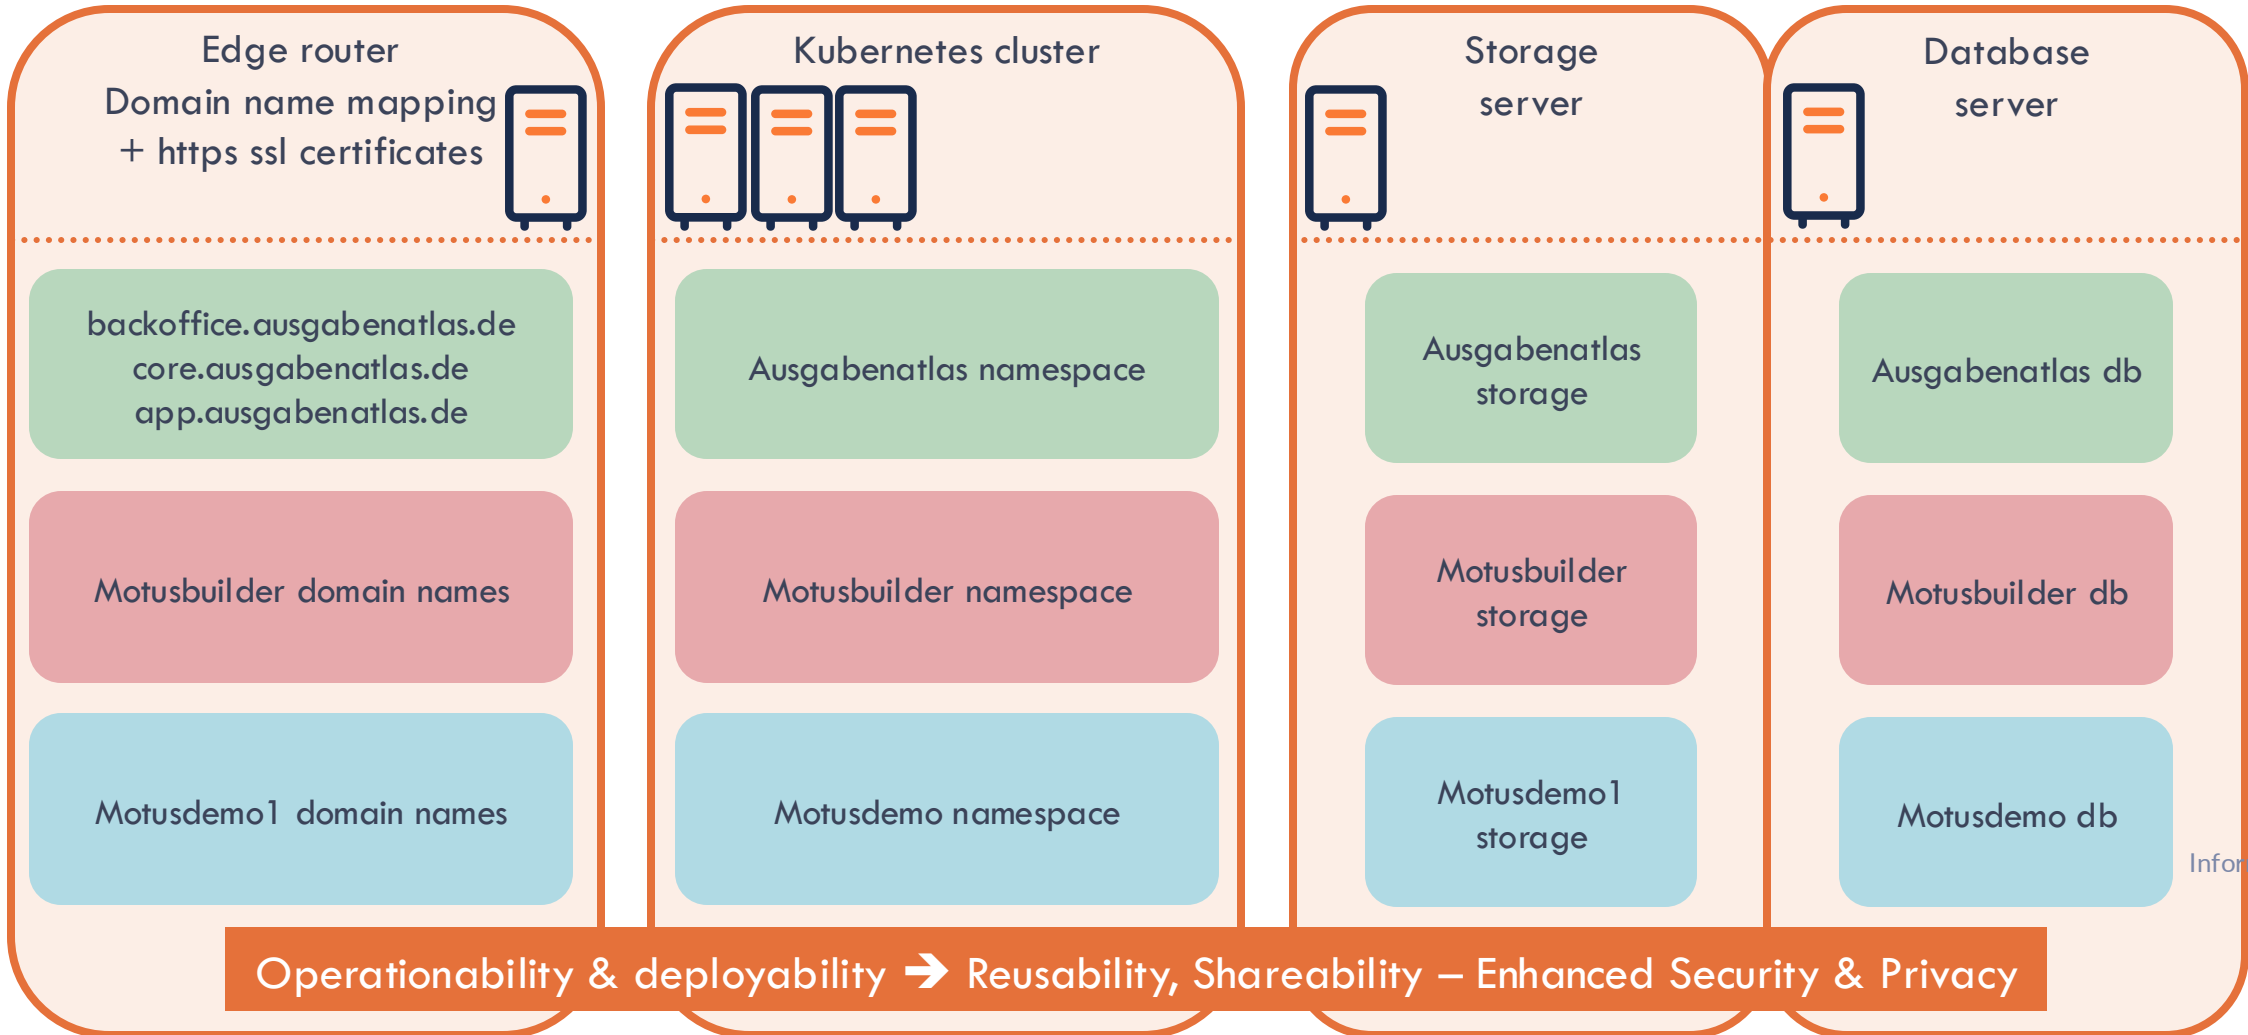 Edge router
Domain name mapping
+ https ssl certificates
Kubernetes cluster
Storage
server
Database
server
backoffice.ausgabenatlas.de
core.ausgabenatlas.de
app.ausgabenatlas.de
Ausgabenatlas namespace
Ausgabenatlas
storage
Ausgabenatlas db
Motusbuilder domain names
Motusbuilder namespace
Motusbuilder
storage
Motusbuilder db
Motusdemo1 domain names
Motusdemo namespace
Motusdemo1
storage
Motusdemo db
Infor
Operationability & deployability ➔ Reusability, Shareability – Enhanced Security & Privacy